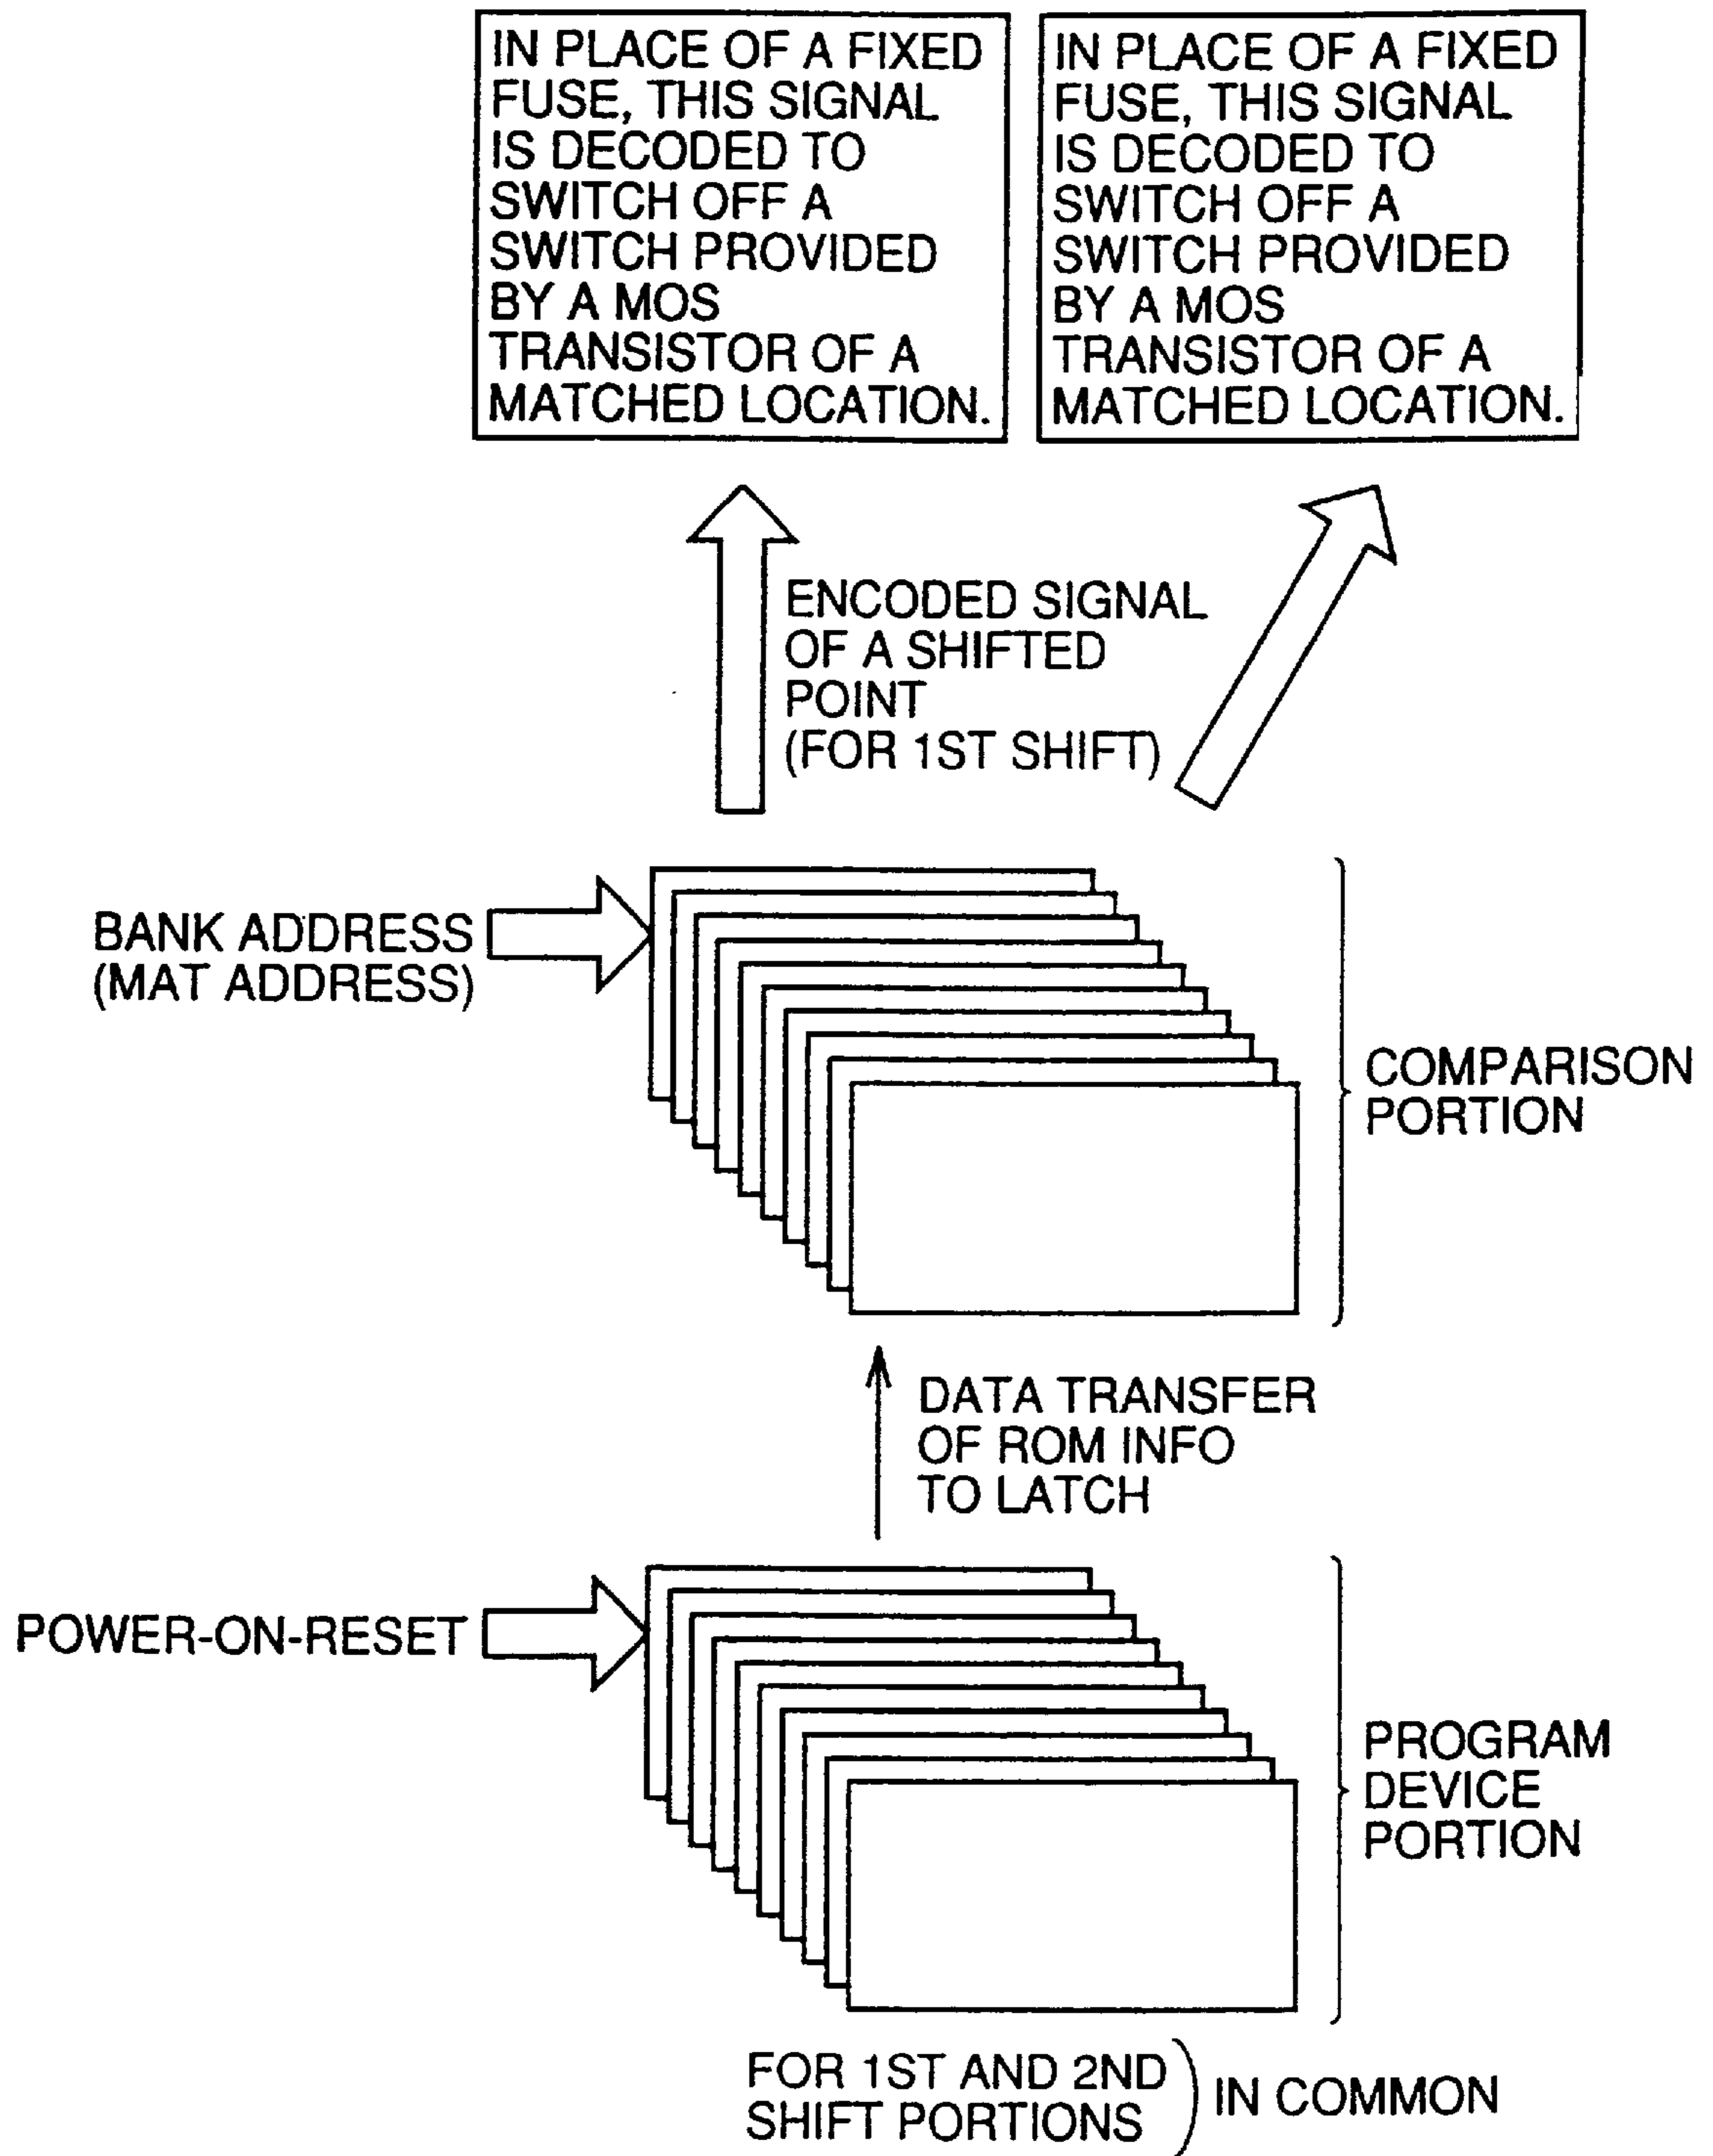 IN PLACE OF A FIXED
FUSE, THIS SIGNAL
IS DECODED TO
SWITCH OFF A
SWITCH PROVIDED
BY A MOS
TRANSISTOR OF A
MATCHED LOCATION.
IN PLACE OF A FIXED
FUSE, THIS SIGNAL
IS DECODED TO
SWITCH OFF A
SWITCH PROVIDED
BY A MOS
TRANSISTOR OF A
MATCHED LOCATION.
ENCODED SIGNAL
OF A SHIFTED
POINT
(FOR 1ST SHIFT)
BANK ADDRESS
(MAT ADDRESS)
COMPARISON
PORTION
DATA TRANSFER
OF ROM INFO
TO LATCH
POWER-ON-RESET
PROGRAM
DEVICE
PORTION
FOR 1ST AND 2ND
SHIFT PORTIONS
) IN COMMON